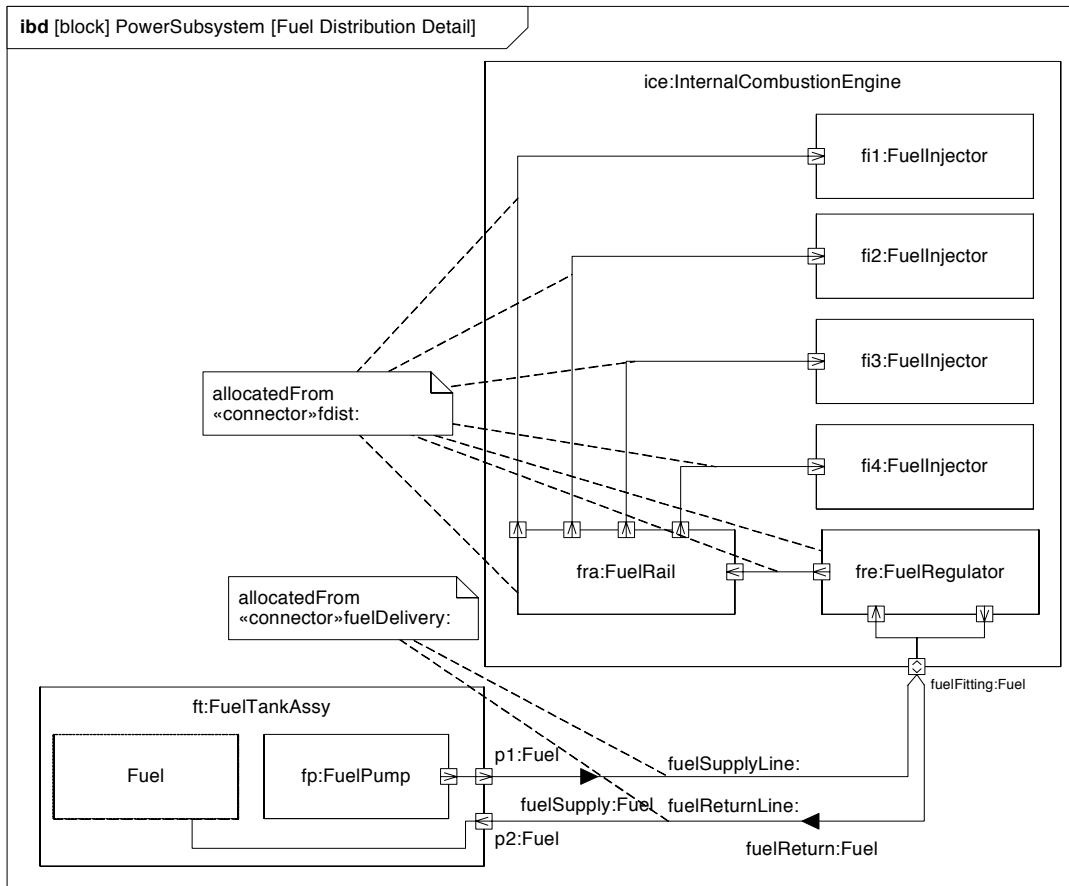 ibd [block] PowerSubsystem [Fuel Distribution Detail]
ice:InternalCombustionEngine
fi1:FuelInjector
fi2:FuelInjector
fi3:FuelInjector
allocatedFrom
«connector»fdist:
fi4:FuelInjector
fra:FuelRail
fre:FuelRegulator
allocatedFrom
«connector»fuelDelivery:
fuelFitting:Fuel
ft:FuelTankAssy
p1:Fuel
Fuel
fp:FuelPump
fuelSupplyLine:
fuelSupply:Fuel
fuelReturnLine:
p2:Fuel
fuelReturn:Fuel